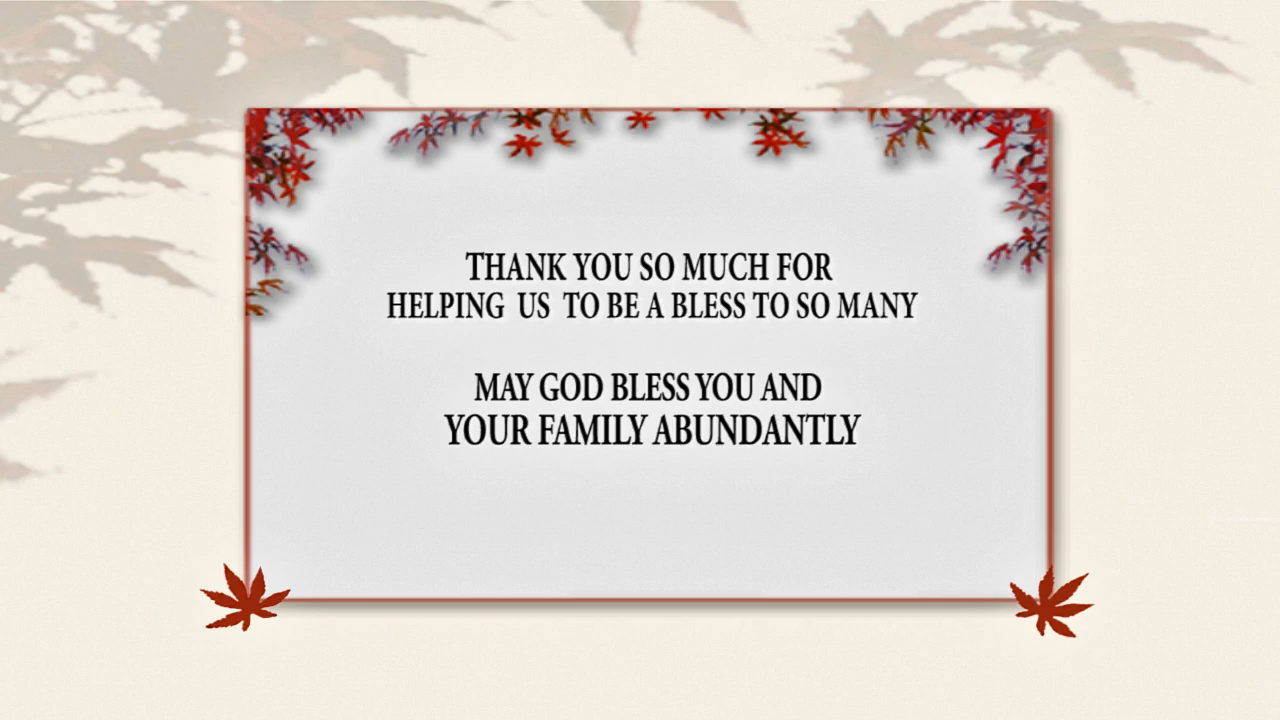 THANK YOU SO MUCH FOR
HELPING US TO BE A BLESS TO SO MANY
MAY GOD BLESS YOU AND
YOUR FAMILY ABUNDANTLY